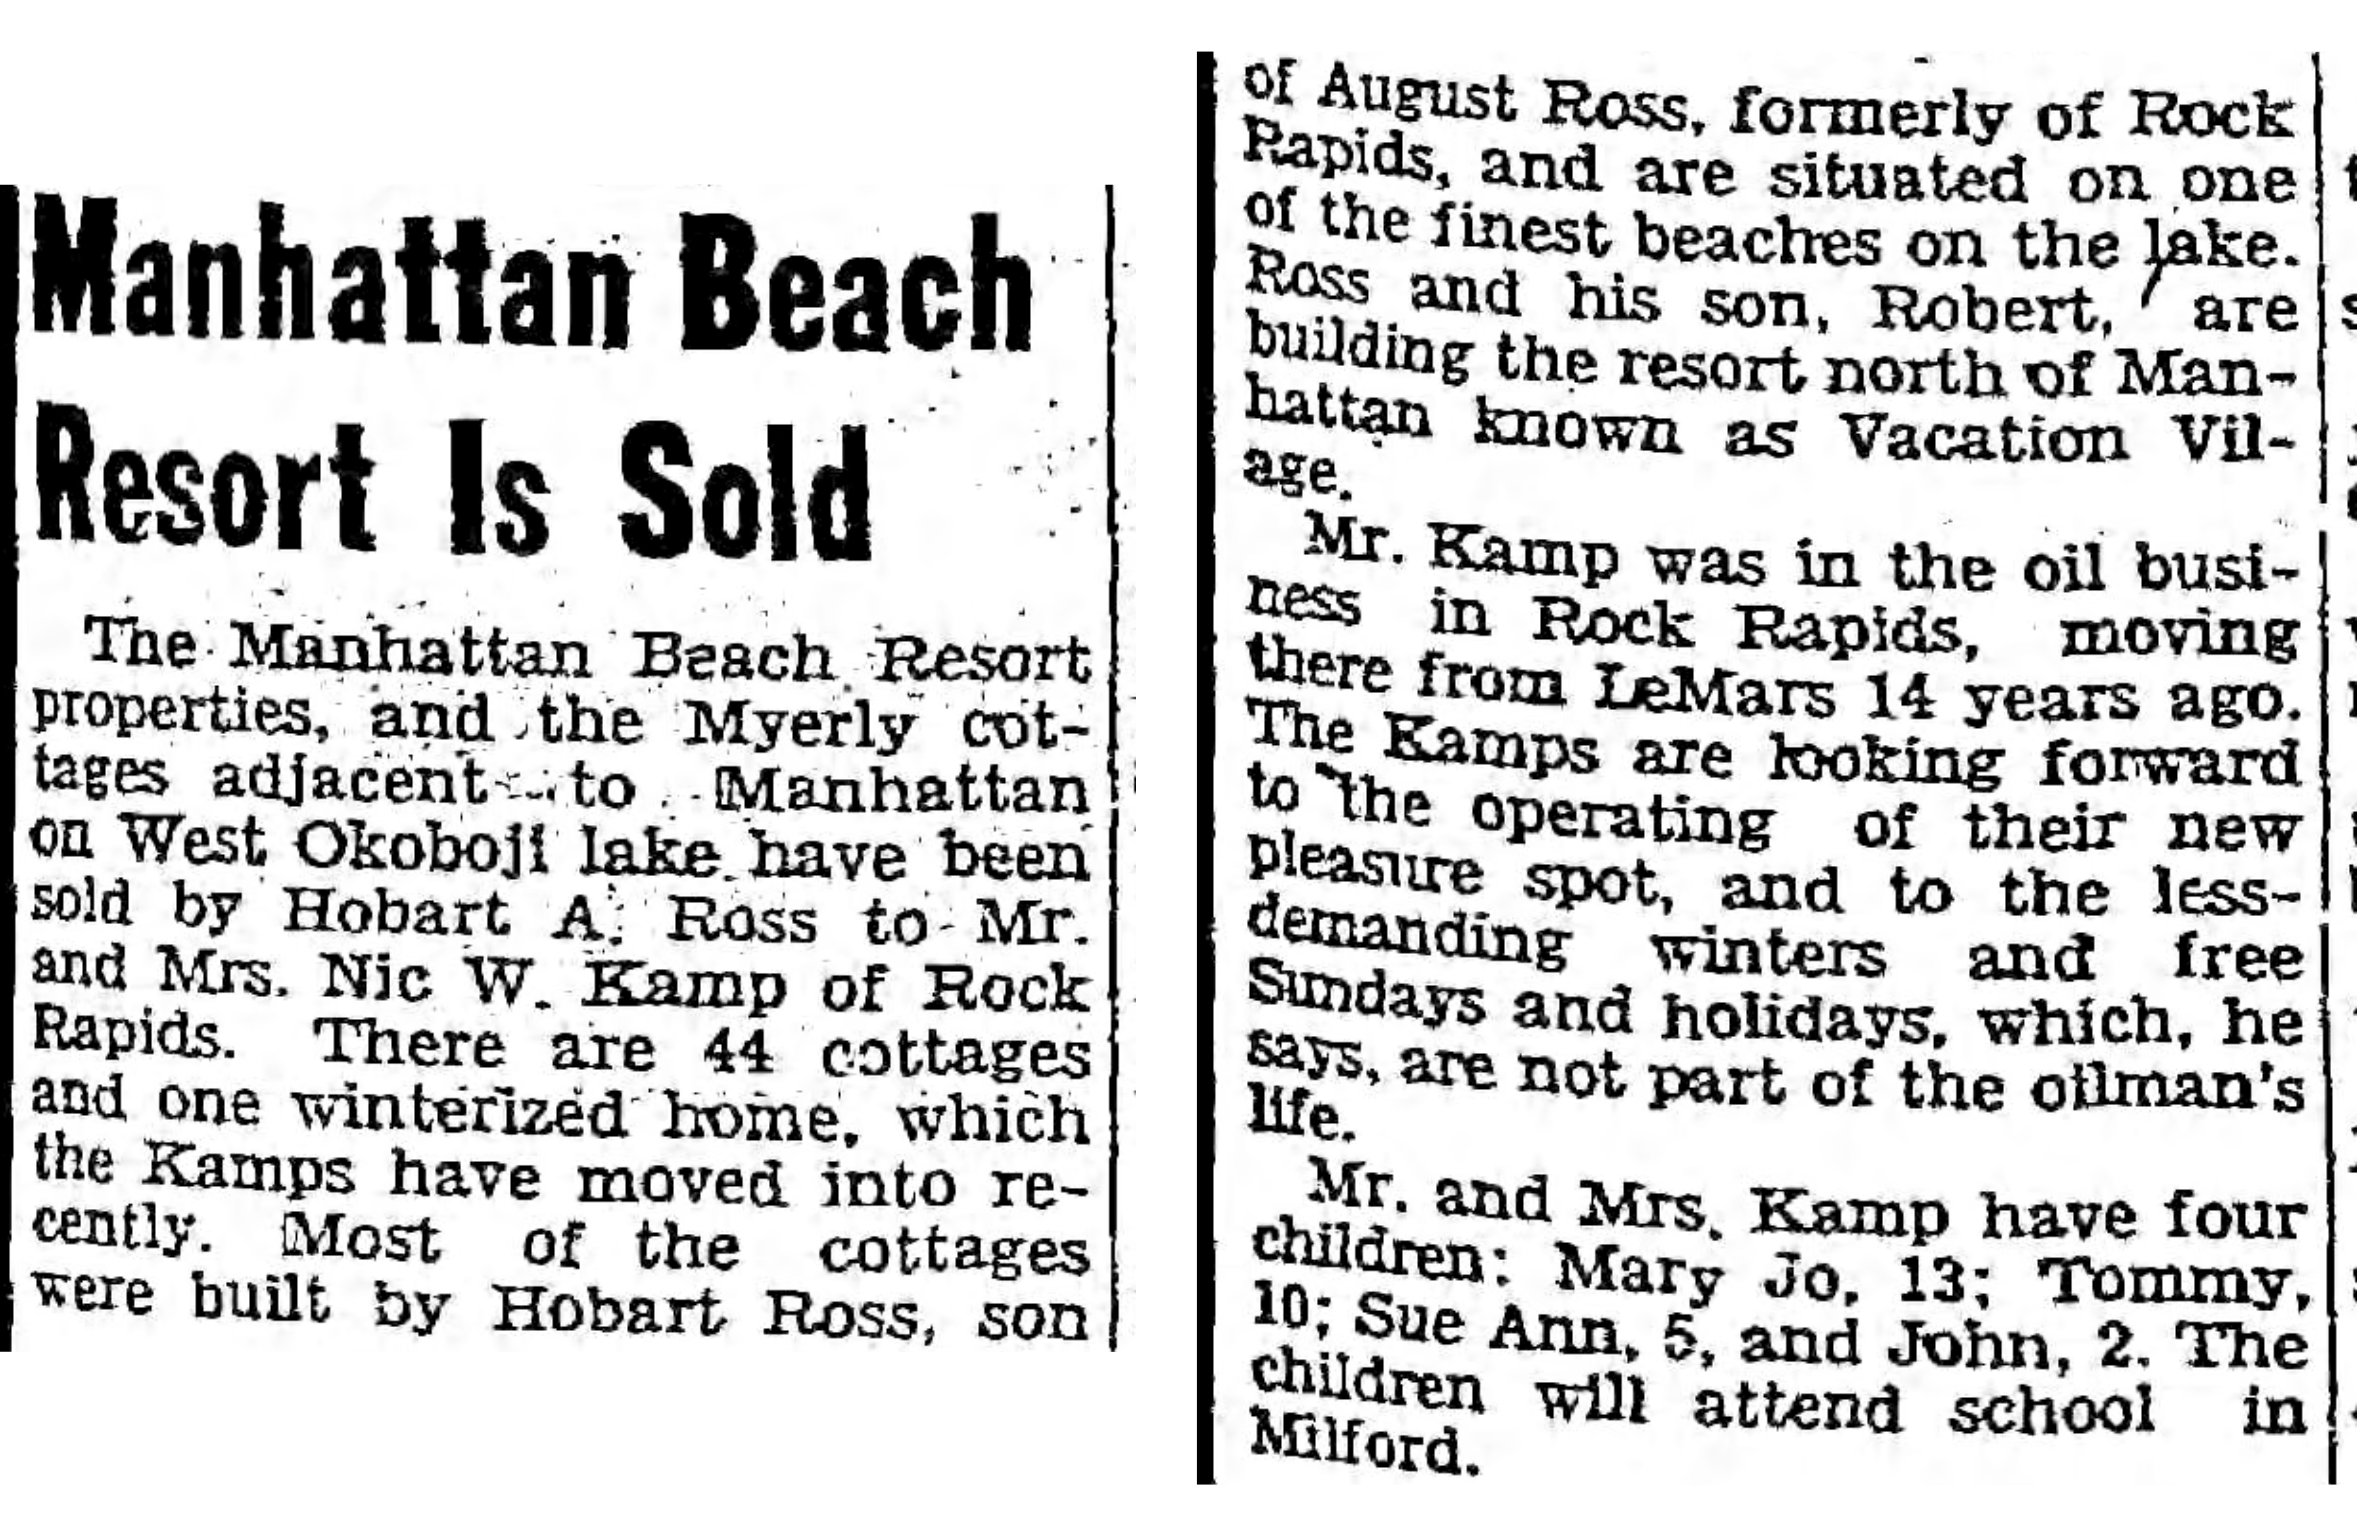 Manhattan Beach
Resort Is Sold
The Manhattan Beach Resort
properties, and the Myerly cot-
tages adjacent to Manhattan
on West Okoboji lake have been
sold by Hobart A. Ross to Mr.
and Mrs. Nic W. Kamp of Rock
Rapids. There are 44 cottages
and one winterized home, which
the Kamps have moved into re-
cently. Most of the cottages
were built by Hobart Ross, son
of August Ross, formerly of Rock
Rapids, and are situated on one
of the finest beaches on the lake.
Ross and his son, Robert, are
building the resort north of Man-
hattan known as Vacation Vil-
age.
Mr. Kamp was in the oil busi-
ness in Rock Rapids, moving
there from LeMars 14 years ago.
The Kamps are looking forward
to the operating of their new
pleasure spot, and to the less-
demanding winters and free
Sundays and holidays, which, he
says, are not part of the oilman's
life.
Mr. and Mrs. Kamp have four
children: Mary Jo, 13; Tommy,
10; Sue Ann, 5, and John, 2. The
children will attend school in
Milford.